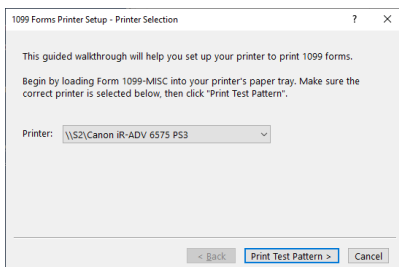 1099 Forms Printer Setup - Printer Selection ? ×
This guided walkthrough will help you set up your printer to print 1099 forms.
Begin by loading Form 1099-MISC into your printer's paper tray. Make sure the
correct printer is selected below, then click "Print Test Pattern".
Printer: \\S2\Canon iR-ADV 6575 PS3
< Back Print Test Pattern > Cancel